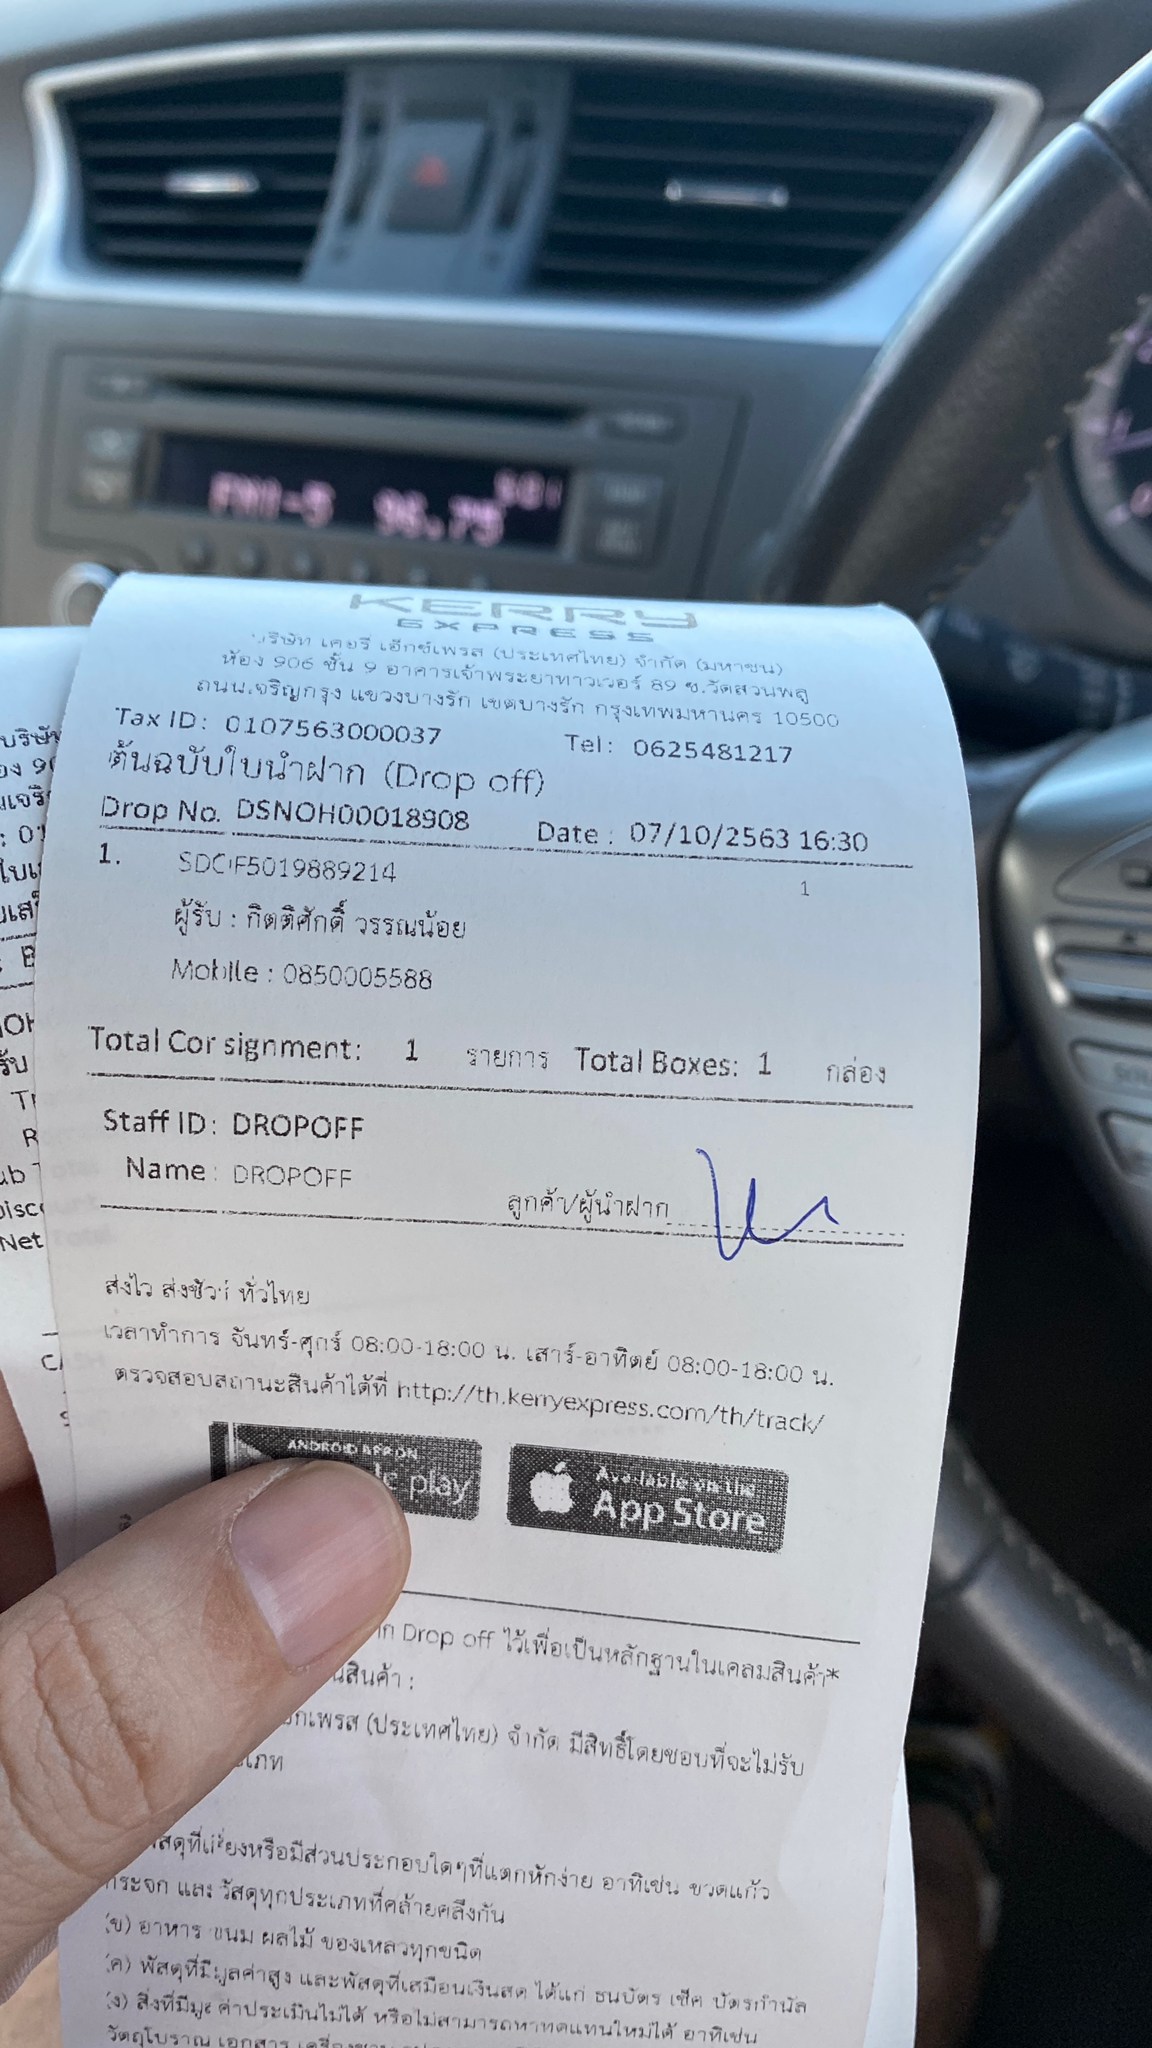 FM1-5 96.75
KERRY
EXPRESS
บริษัท เคอรี่ เอ็กซ์เพรส (ประเทศไทย) จำกัด (มหาชน)
ห้อง 906 ชั้น 9 อาคารเจ้าพระยาทาวเวอร์ 89 ซ.วัดสวนพลู
ถนน.เจริญกรุง แขวงบางรัก เขตบางรัก กรุงเทพมหานคร 10500
Tax ID: 0107563000037 Tel: 0625481217
ต้นฉบับใบนำฝาก (Drop off)
Drop No. DSNOH00018908 Date : 07/10/2563 16:30
1. SDOF5019889214 1
ผู้รับ : กิตติศักดิ์ วรรณน้อย
Mobile : 0850005588
Total Consignment: 1 รายการ Total Boxes: 1 กล่อง
Staff ID: DROPOFF
Name : DROPOFF
ลูกค้า/ผู้นำฝาก
ส่งไว ส่งชัวร์ ทั่วไทย
เวลาทำการ จันทร์-ศุกร์ 08:00-18:00 น. เสาร์-อาทิตย์ 08:00-18:00 น.
ตรวจสอบสถานะสินค้าได้ที่ http://th.kerryexpress.com/th/track/
ANDROID APP ON
play
Available on the
App Store
Drop off ไว้เพื่อเป็นหลักฐานในเคลมสินค้า*
สินค้า :
(ประเทศไทย) จำกัด มีสิทธิ์โดยชอบที่จะไม่รับ
หรือมีส่วนประกอบใดๆที่แตกหักง่าย อาทิเช่น ขวดแก้ว
กระจก และ วัสดุทุกประเภทที่คล้ายคลึงกัน
(ข) อาหาร ขนม ผลไม้ ของเหลวทุกชนิด
(ค) พัสดุที่มีมูลค่าสูง และพัสดุที่เสมือนเงินสด ได้แก่ ธนบัตร เช็ค บัตรกำนัล
(ง) สิ่งที่มีมูลค่าประเมินไม่ได้ หรือไม่สามารถหาทดแทนใหม่ได้ อาทิเช่น
วัตถุโบราณ เอกสาร